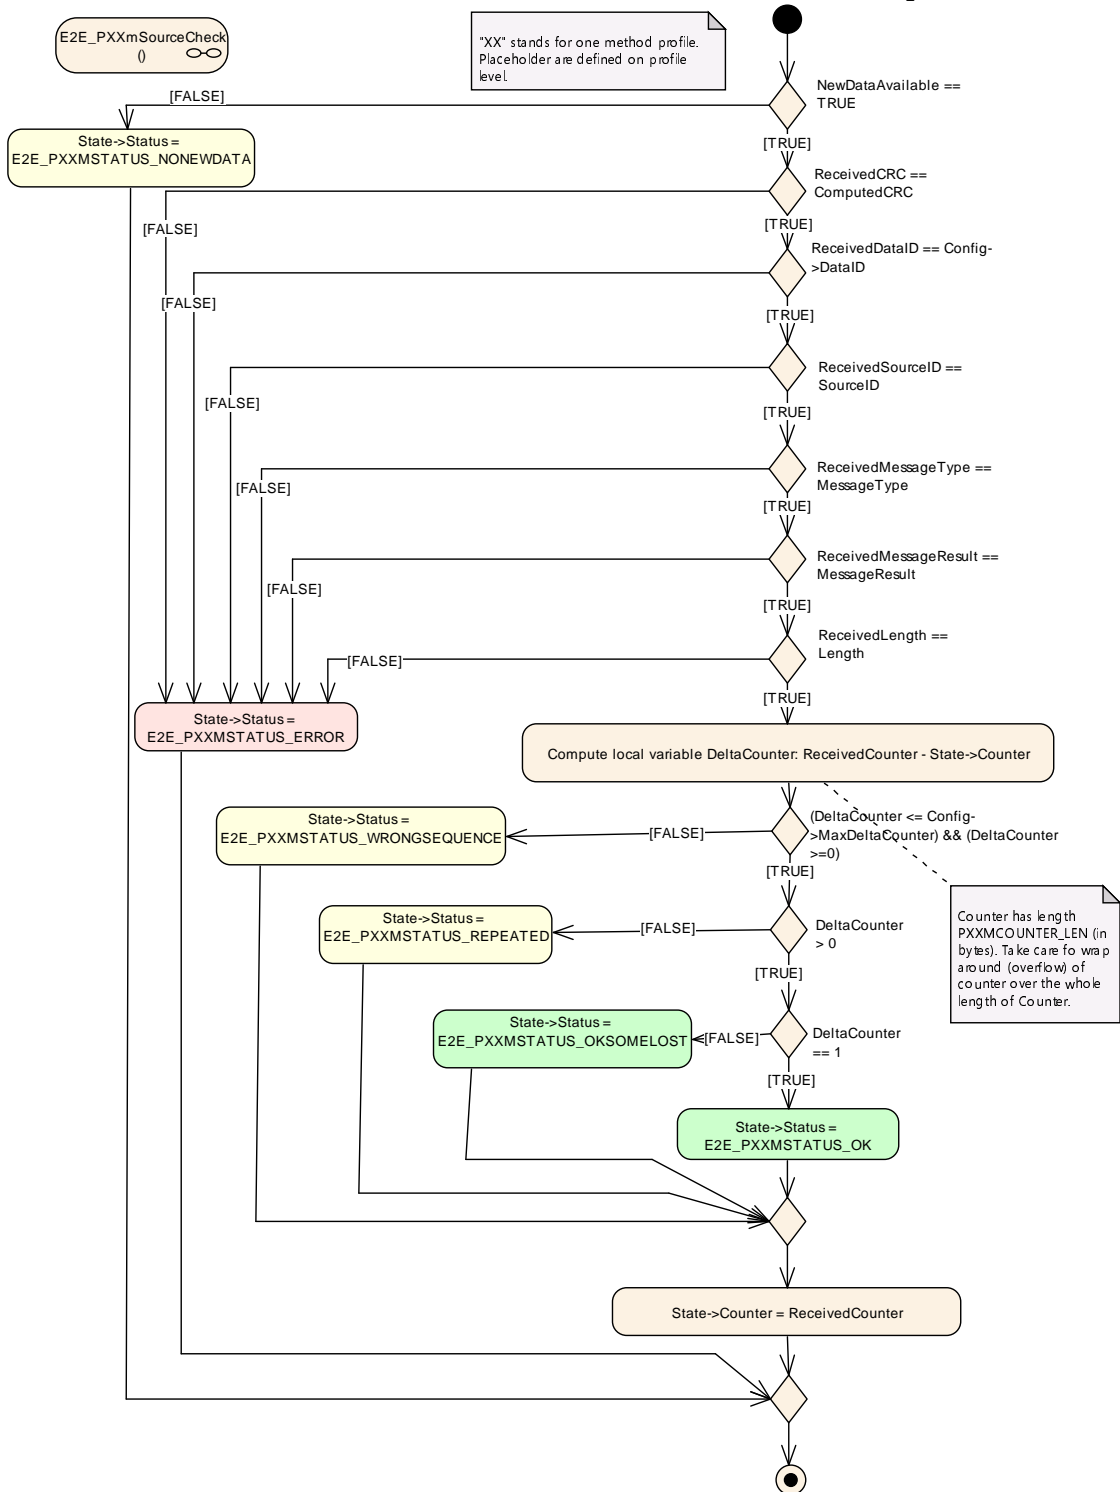 E2E_PXXmSourceCheck
()
"XX" stands for one method profile.
Placeholder are defined on profile
level.
NewDataAvailable ==
TRUE
[FALSE]
State->Status =
E2E_PXXMSTATUS_NONEWDATA
[TRUE]
ReceivedCRC ==
ComputedCRC
[FALSE]
[TRUE]
ReceivedDataID == Config-
>DataID
[FALSE]
[TRUE]
ReceivedSourceID ==
SourceID
[FALSE]
[TRUE]
ReceivedMessageType ==
MessageType
[FALSE]
[TRUE]
ReceivedMessageResult ==
MessageResult
[FALSE]
[TRUE]
ReceivedLength ==
Length
[FALSE]
[TRUE]
State->Status =
E2E_PXXMSTATUS_ERROR
Compute local variable DeltaCounter: ReceivedCounter - State->Counter
(DeltaCounter <= Config-
>MaxDeltaCounter) && (DeltaCounter
>=0)
[FALSE]
State->Status =
E2E_PXXMSTATUS_WRONGSEQUENCE
[TRUE]
DeltaCounter
> 0
[FALSE]
State->Status =
E2E_PXXMSTATUS_REPEATED
Counter has length
PXXMCOUNTER_LEN (in
bytes). Take care fo wrap
around (overflow) of
counter over the whole
length of Counter.
[TRUE]
DeltaCounter
== 1
[FALSE]
State->Status =
E2E_PXXMSTATUS_OKSOMELOST
[TRUE]
State->Status =
E2E_PXXMSTATUS_OK
State->Counter = ReceivedCounter